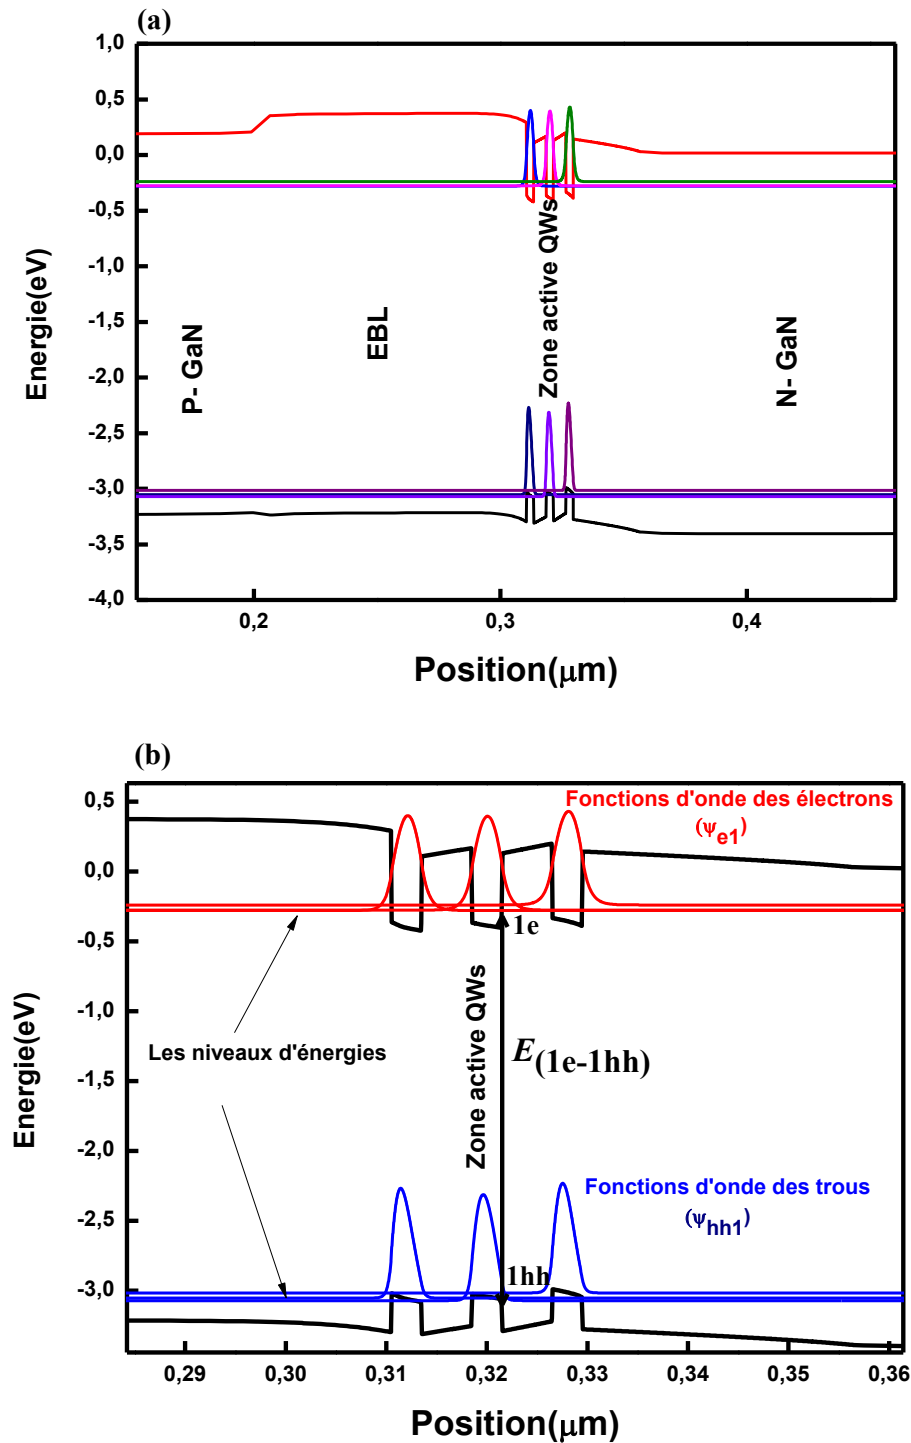 (a)
1,0
0,5
0,0
-0,5
-1,0
-1,5
-2,0
-2,5
-3,0
-3,5
-4,0
Energie(eV)
P- GaN
EBL
Zone active QWs
N- GaN
0,2
0,3
0,4
Position(μm)
(b)
0,5
0,0
-0,5
-1,0
-1,5
-2,0
-2,5
-3,0
Energie(eV)
Fonctions d'onde des électrons
(ψe1)
1e
Zone active QWs
Les niveaux d'énergies
E(1e-1hh)
Fonctions d'onde des trous
(ψhh1)
1hh
0,29
0,30
0,31
0,32
0,33
0,34
0,35
0,36
Position(μm)